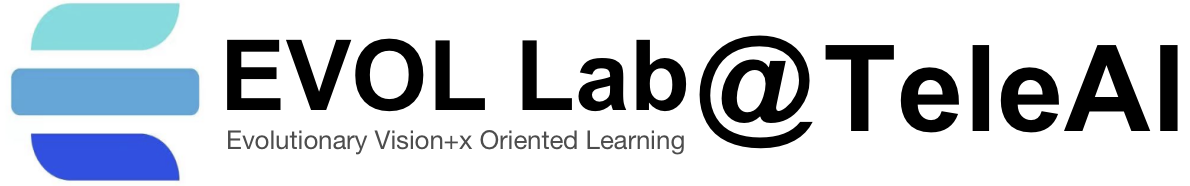 EVOL Lab@TeleAI
Evolutionary Vision+x Oriented Learning